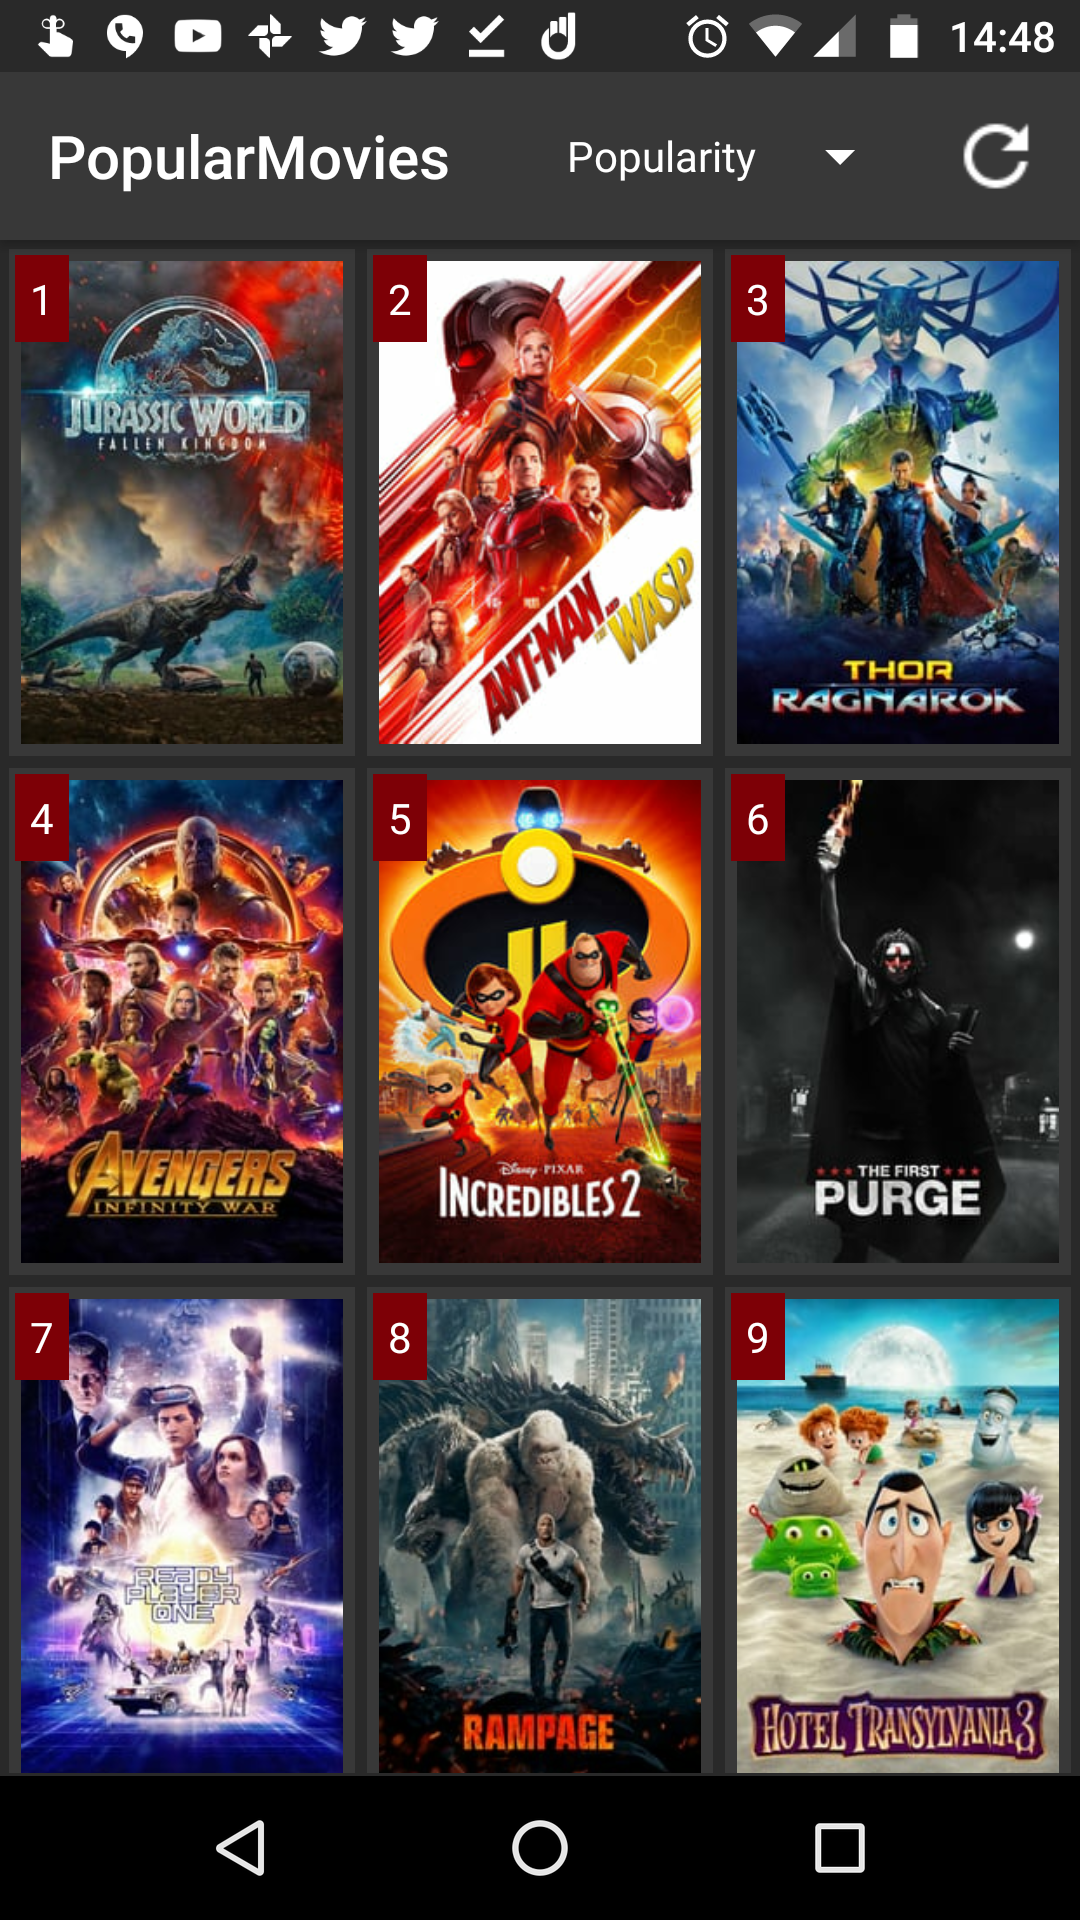 14:48
PopularMovies
Popularity
1
JURASSIC WORLD
FALLEN KINGDOM
2
ANT-MAN
AND
THE
WASP
3
THOR
RAGNAROK
4
AVENGERS
INFINITY WAR
5
Disney · PIXAR
INCREDIBLES 2
6
THE FIRST
PURGE
7
READY
PLAYER
ONE
8
RAMPAGE
9
HOTEL TRANSYLVANIA 3